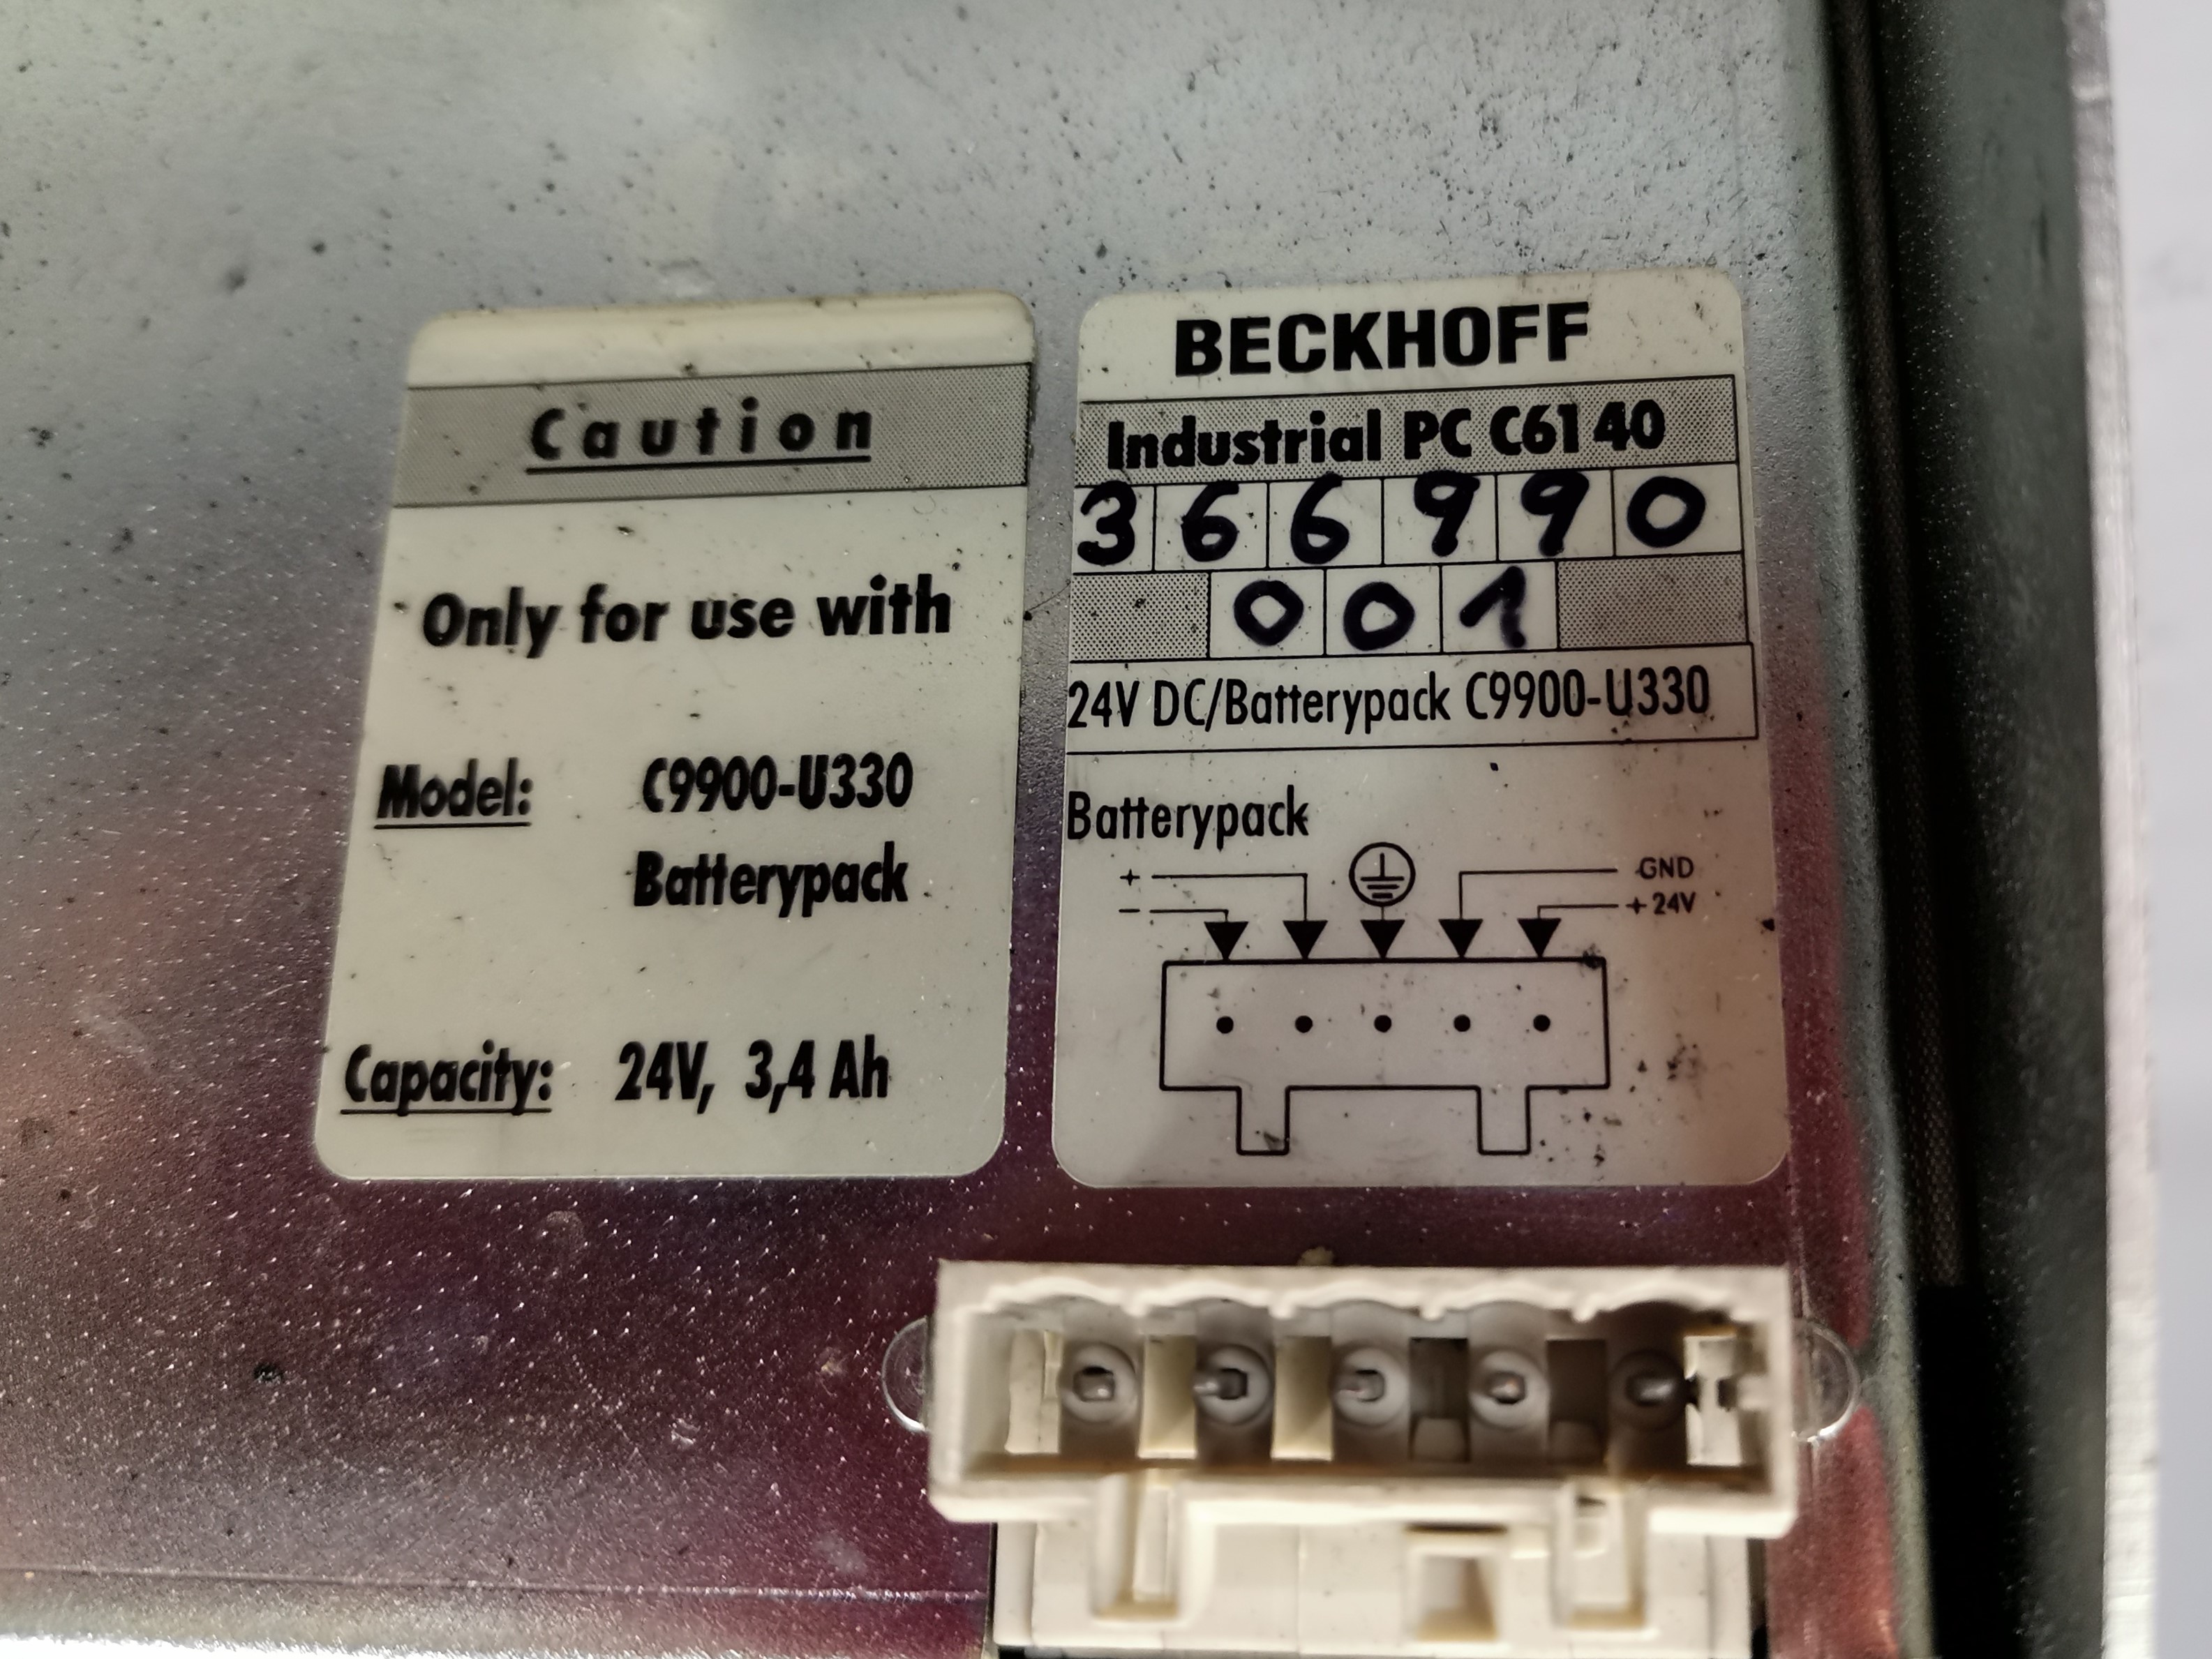 Caution
Only for use with
Model: C9900-U330
Batterypack
Capacity: 24V, 3,4 Ah
BECKHOFF
Industrial PC C6140
366990
001
24V DC/Batterypack C9900-U330
Batterypack
+ GND
− +24V